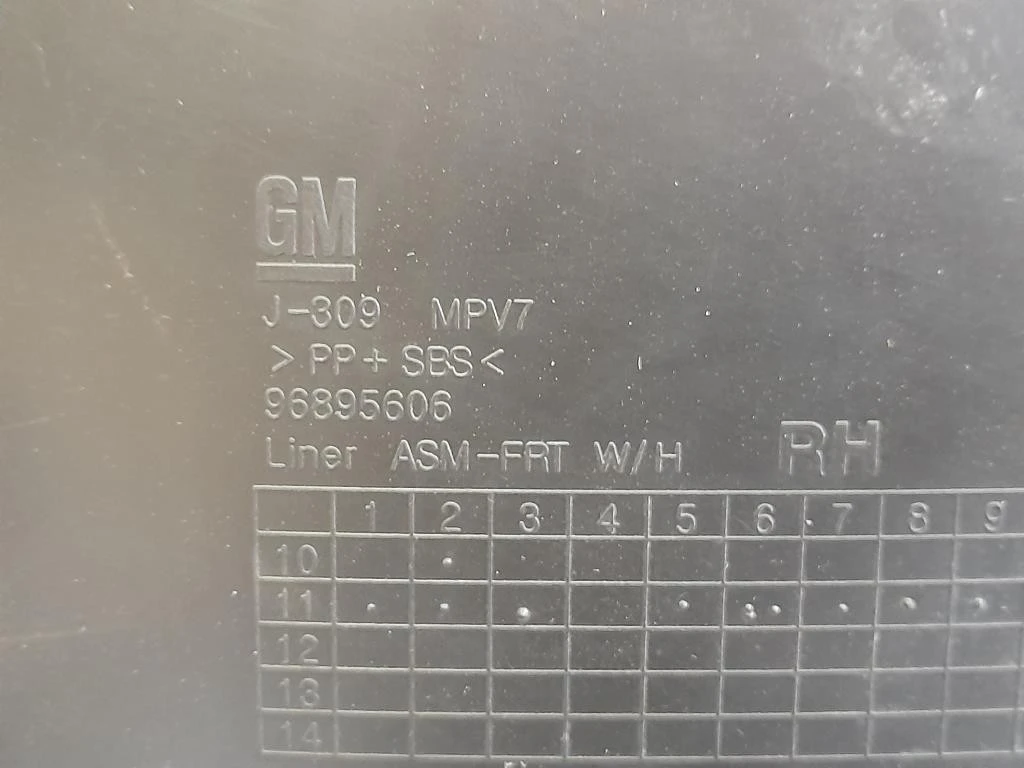 GM
J-309 MPV7
>PP+SBS<
96895606
Liner ASM-FRT W/H RH
1 2 3 4 5 6 7 8 9
10
11
12
13
14